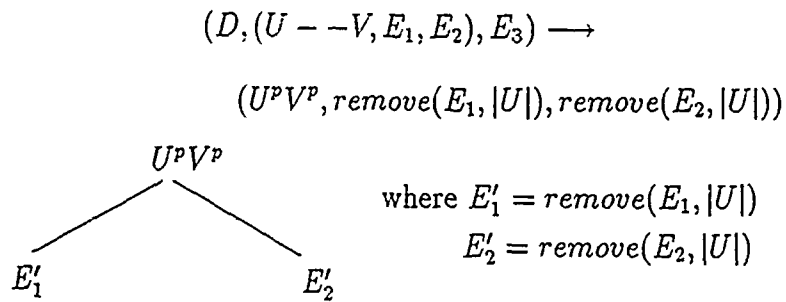 (D, (U − −V, E₁, E₂), E₃) ⟶
(UᵖVᵖ, remove(E₁, |U|), remove(E₂, |U|))
UᵖVᵖ
where E′₁ = remove(E₁, |U|)
E′₂ = remove(E₂, |U|)
E′₁ E′₂